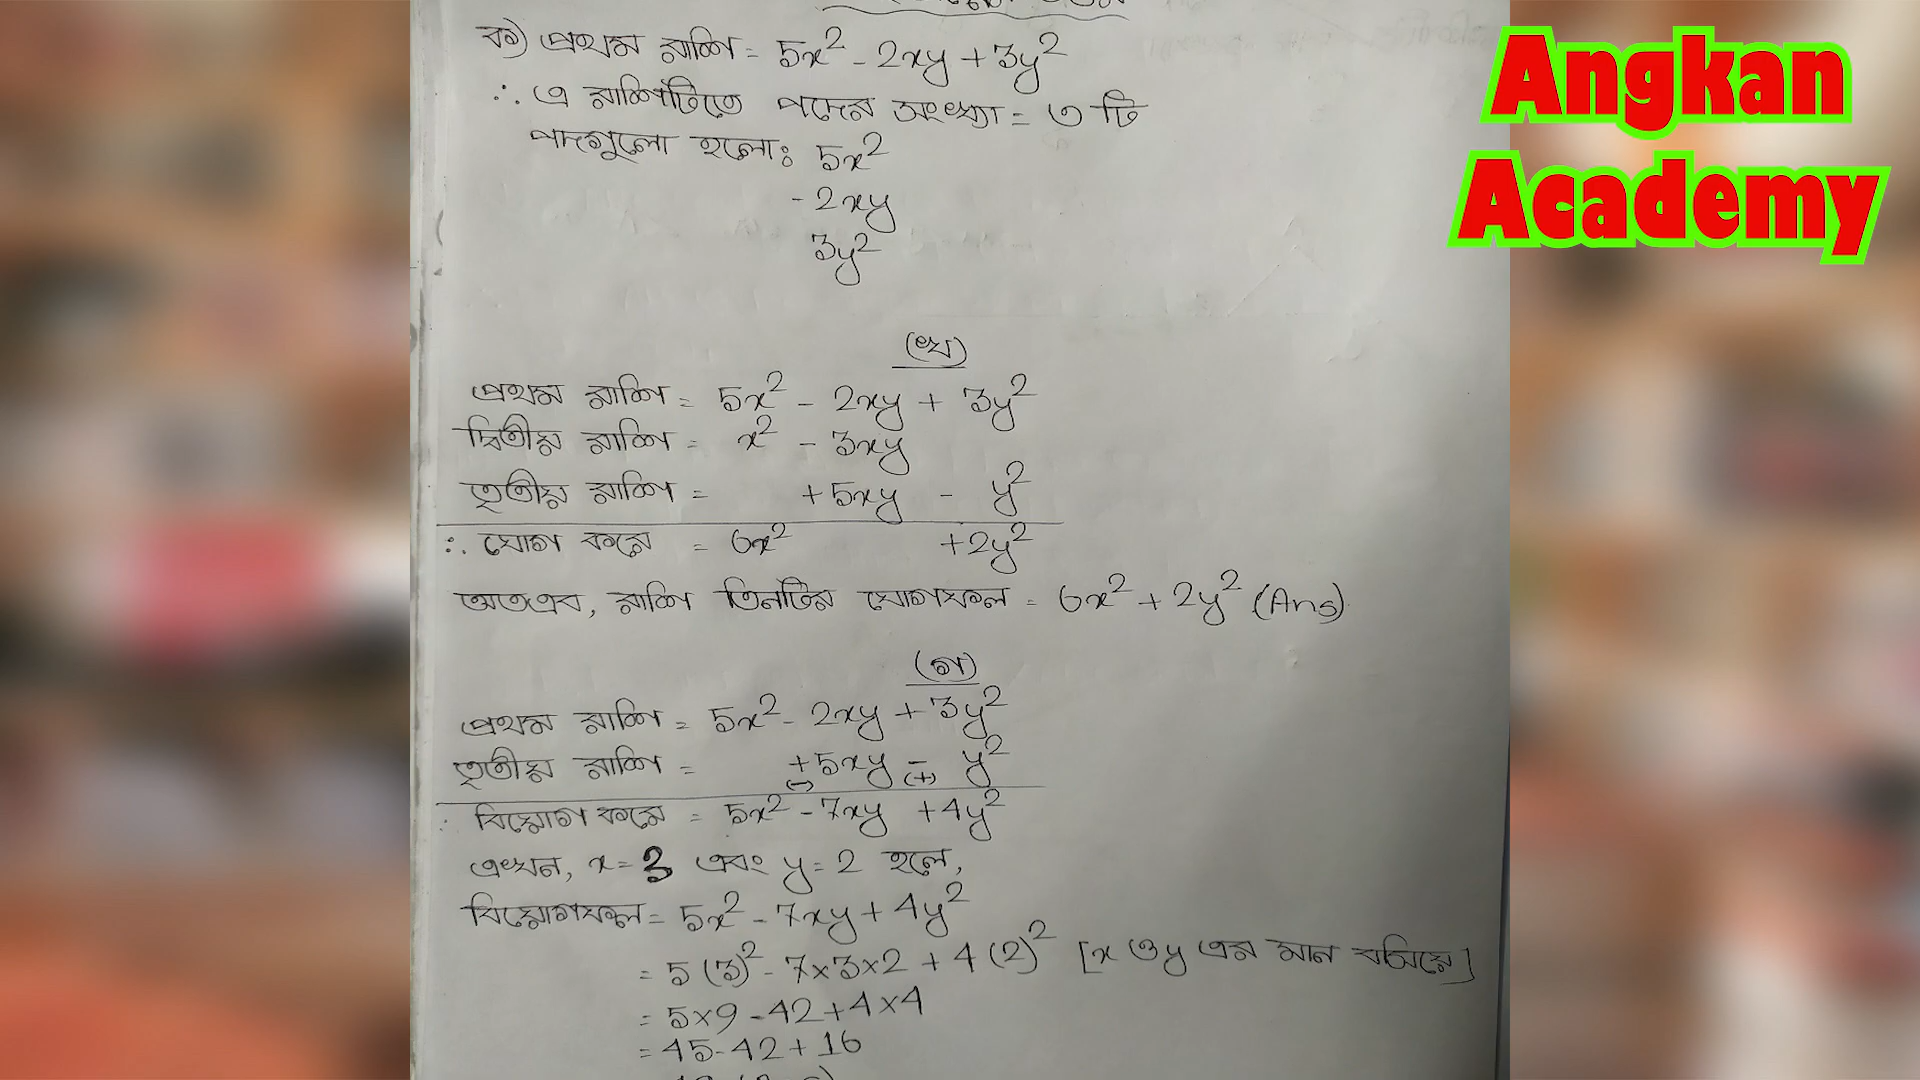 ক) প্রথম রাশি = 5x² - 2xy + 3y²
∴ এ রাশিটিতে পদের সংখ্যা = ৩ টি
পদগুলো হলোঃ 5x²
- 2xy
3y²
(খ)
প্রথম রাশি = 5x² - 2xy + 3y²
দ্বিতীয় রাশি = x² - 3xy
তৃতীয় রাশি = +5xy - y²
∴ যোগ করে = 6x² +2y²
অতএব, রাশি তিনটির যোগফল = 6x² + 2y² (Ans)
(গ)
প্রথম রাশি = 5x² - 2xy + 3y²
তৃতীয় রাশি = +5xy - y²
(-) (+)
বিয়োগ করে = 5x² - 7xy +4y²
এখন, x = 3 এবং y = 2 হলে,
বিয়োগফল = 5x² - 7xy + 4y²
= 5 (3)² - 7×3×2 + 4 (2)² [x ও y এর মান বসিয়ে]
= 5×9 - 42 + 4×4
= 45 - 42 + 16
Angkan
Academy